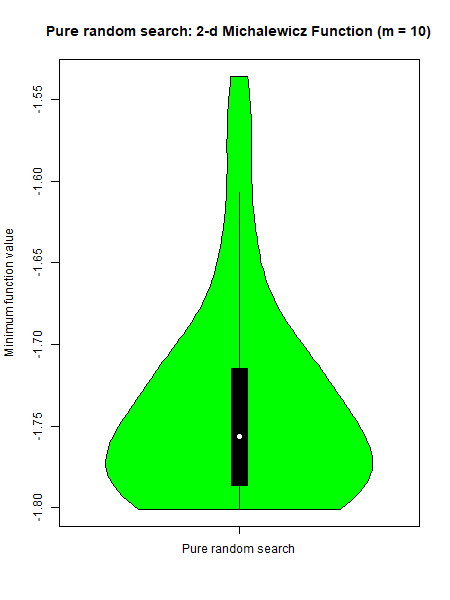 Pure random search: 2-d Michalewicz Function (m = 10)
Minimum function value
-1.55
-1.60
-1.65
-1.70
-1.75
-1.80
Pure random search